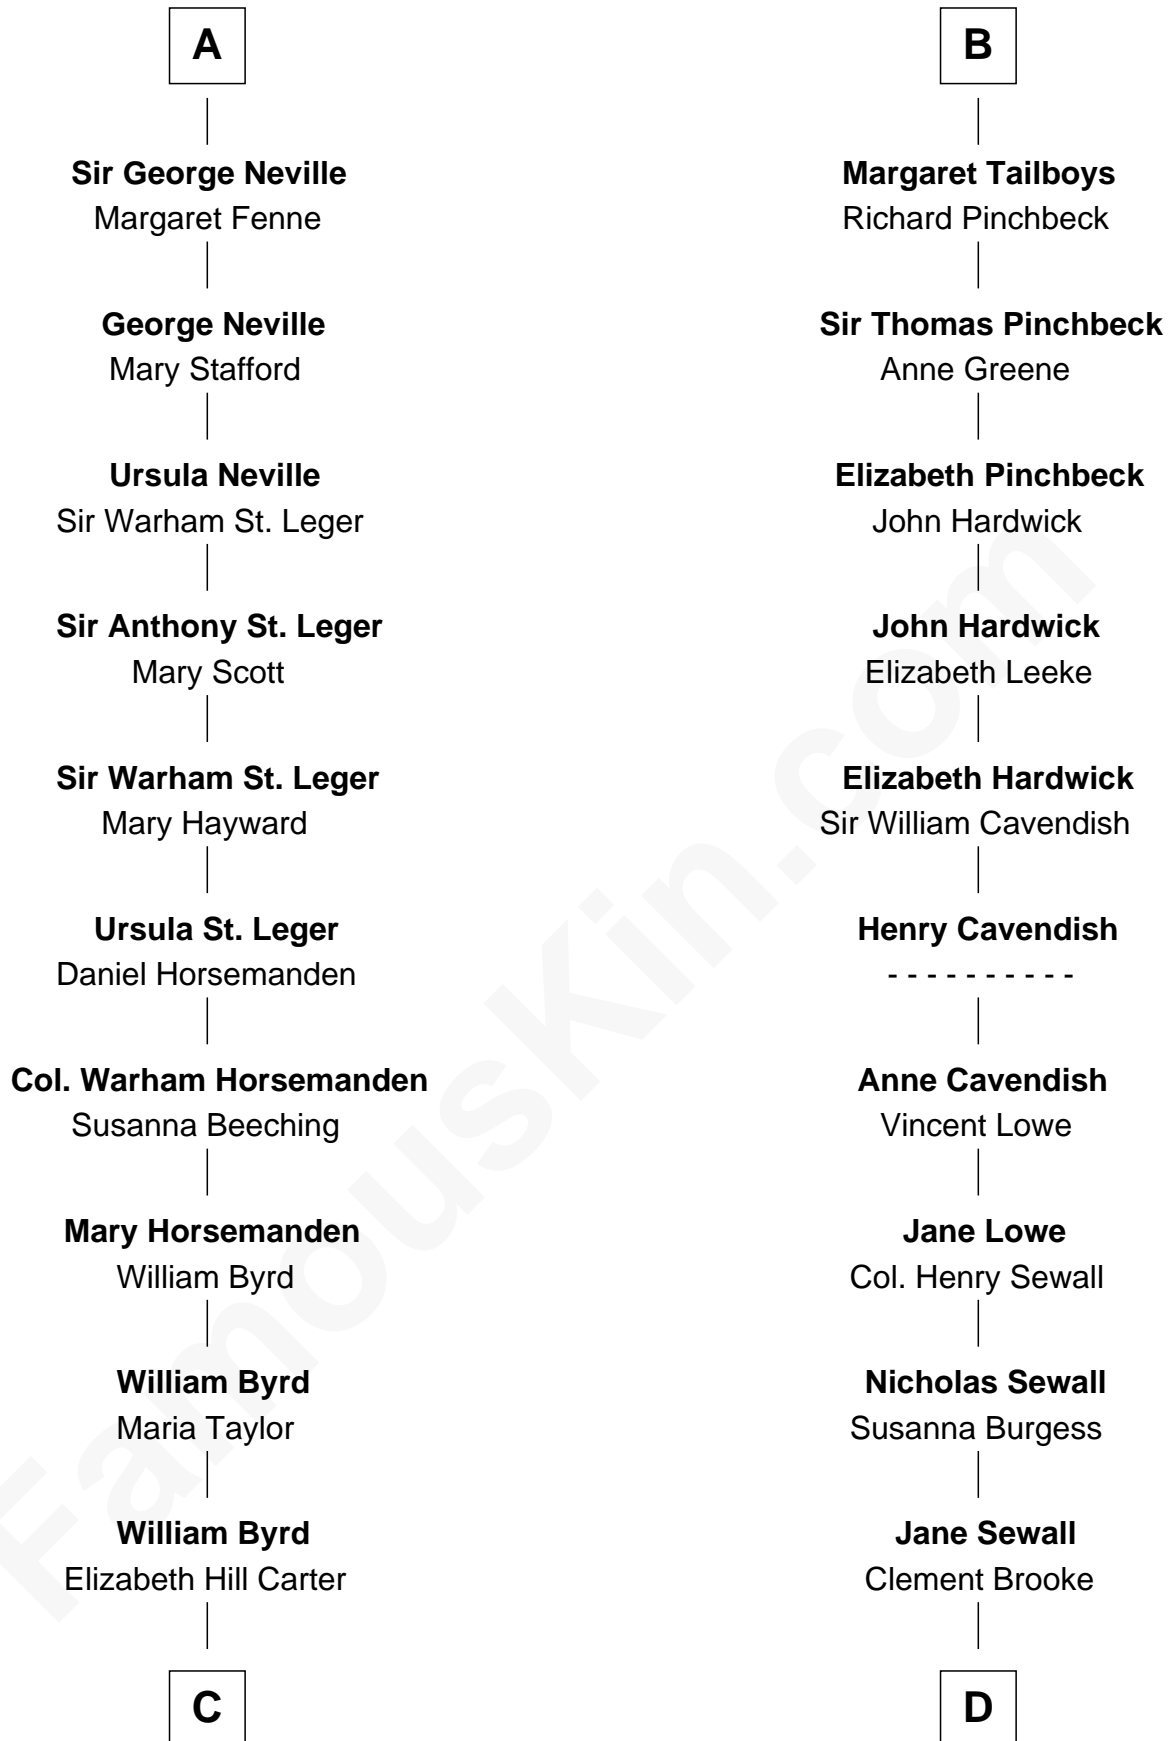 A
Sir George Neville
Margaret Fenne
George Neville
Mary Stafford
Ursula Neville
Sir Warham St. Leger
Sir Anthony St. Leger
Mary Scott
Sir Warham St. Leger
Mary Hayward
Ursula St. Leger
Daniel Horsemanden
Col. Warham Horsemanden
Susanna Beeching
Mary Horsemanden
William Byrd
William Byrd
Maria Taylor
William Byrd
Elizabeth Hill Carter
C
B
Margaret Tailboys
Richard Pinchbeck
Sir Thomas Pinchbeck
Anne Greene
Elizabeth Pinchbeck
John Hardwick
John Hardwick
Elizabeth Leeke
Elizabeth Hardwick
Sir William Cavendish
Henry Cavendish
- - - - - - - - - -
Anne Cavendish
Vincent Lowe
Jane Lowe
Col. Henry Sewall
Nicholas Sewall
Susanna Burgess
Jane Sewall
Clement Brooke
D
FamousKin.com